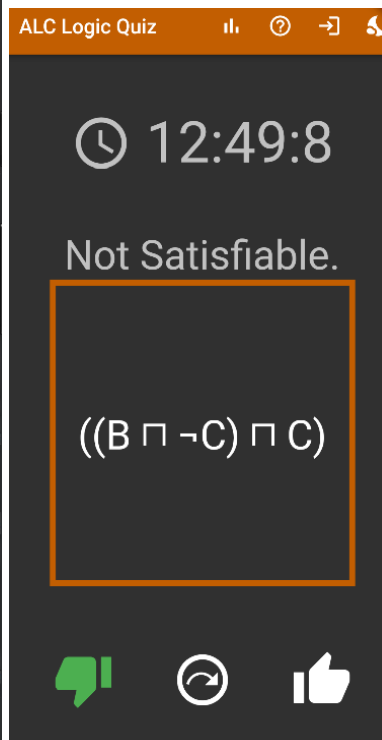 ALC Logic Quiz
12:49:8
Not Satisfiable.
((B ⊓ ¬C) ⊓ C)